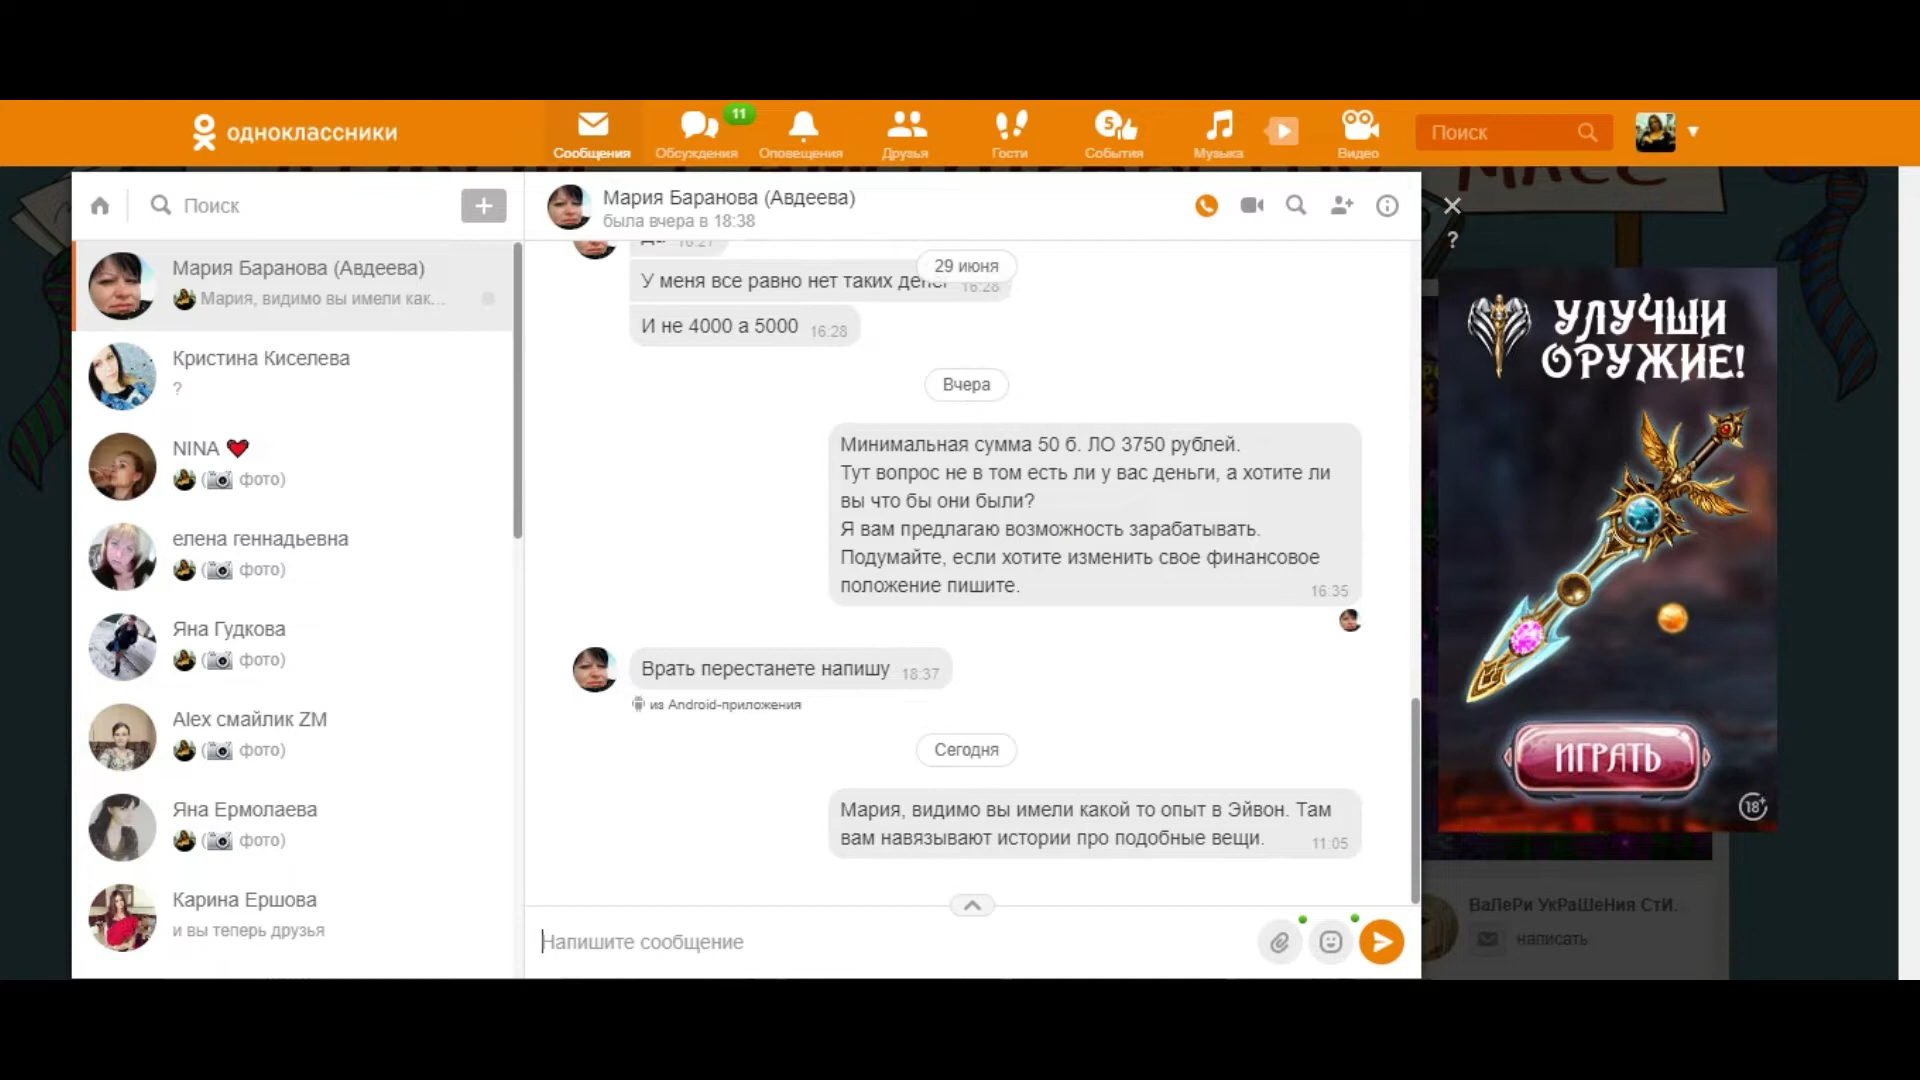 одноклассники
Сообщения
Обсуждения
11
Оповещения
Друзья
Гости
5
События
Музыка
Видео
Поиск
Поиск
Мария Баранова (Авдеева)
Мария, видимо вы имели как...
Кристина Киселева
?
NINA
(фото)
елена геннадьевна
(фото)
Яна Гудкова
(фото)
Alex смайлик ZM
(фото)
Яна Ермолаева
(фото)
Карина Ершова
и вы теперь друзья
Мария Баранова (Авдеева)
была вчера в 18:38
16:27
29 июня
У меня все равно нет таких денег 16:28
И не 4000 а 5000 16:28
Вчера
Минимальная сумма 50 б. ЛО 3750 рублей.
Тут вопрос не в том есть ли у вас деньги, а хотите ли
вы что бы они были?
Я вам предлагаю возможность зарабатывать.
Подумайте, если хотите изменить свое финансовое
положение пишите. 16:35
Врать перестанете напишу 18:37
из Android-приложения
Сегодня
Мария, видимо вы имели какой то опыт в Эйвон. Там
вам навязывают истории про подобные вещи. 11:05
Напишите сообщение
?
УЛУЧШИ
ОРУЖИЕ!
ИГРАТЬ
18+
ВаЛеРи УкРаШеНия СтИ.
написать